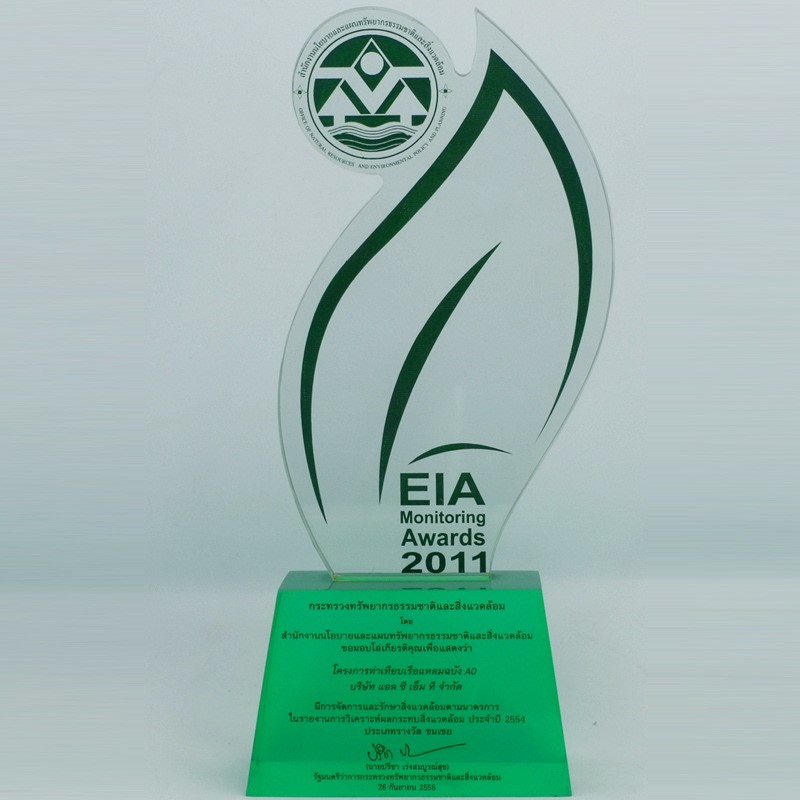 สำนักงานนโยบายและแผนทรัพยากรธรรมชาติและสิ่งแวดล้อม
OFFICE OF NATURAL RESOURCES AND ENVIRONMENTAL POLICY AND PLANNING
EIA
Monitoring
Awards
2011
กระทรวงทรัพยากรธรรมชาติและสิ่งแวดล้อม
โดย
สำนักงานนโยบายและแผนทรัพยากรธรรมชาติและสิ่งแวดล้อม
ขอมอบโล่เกียรติคุณเพื่อแสดงว่า
โครงการท่าเทียบเรือแหลมฉบัง A0
บริษัท แอล ซี เอ็ม ที จำกัด
มีการจัดการและรักษาสิ่งแวดล้อมตามมาตรการ
ในรายงานการวิเคราะห์ผลกระทบสิ่งแวดล้อม ประจำปี 2554
ประเภทรางวัล ชมเชย
(นายปรีชา เร่งสมบูรณ์สุข)
รัฐมนตรีว่าการกระทรวงทรัพยากรธรรมชาติและสิ่งแวดล้อม
26 กันยายน 2555